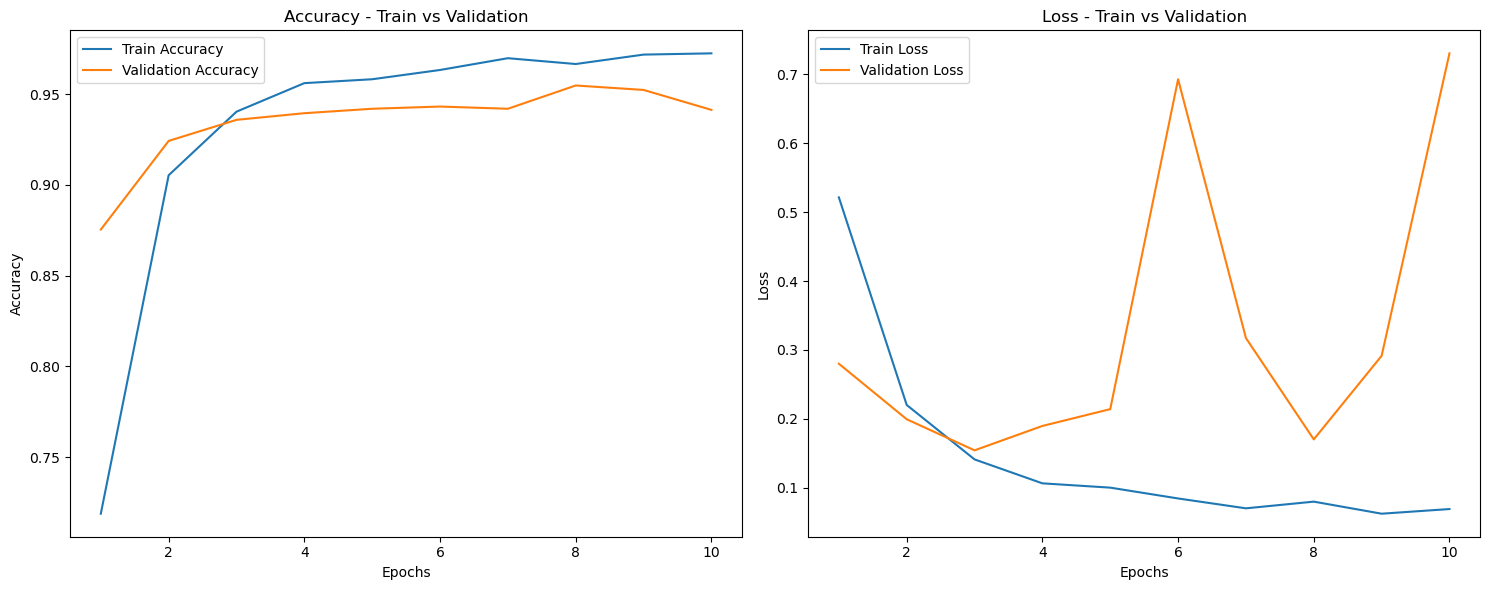 Accuracy - Train vs Validation
Train Accuracy
Validation Accuracy
0.95
0.90
0.85
0.80
0.75
Accuracy
2
4
6
8
10
Epochs
Loss - Train vs Validation
Train Loss
Validation Loss
0.7
0.6
0.5
0.4
0.3
0.2
0.1
Loss
2
4
6
8
10
Epochs